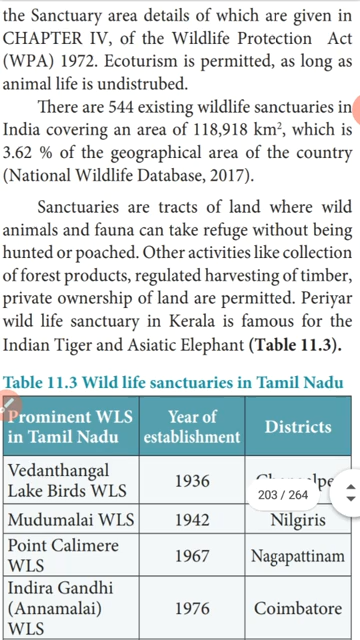 the Sanctuary area details of which are given in
CHAPTER IV, of the Wildlife Protection Act
(WPA) 1972. Ecoturism is permitted, as long as
animal life is undistrubed.
There are 544 existing wildlife sanctuaries in
India covering an area of 118,918 km², which is
3.62 % of the geographical area of the country
(National Wildlife Database, 2017).
Sanctuaries are tracts of land where wild
animals and fauna can take refuge without being
hunted or poached. Other activities like collection
of forest products, regulated harvesting of timber,
private ownership of land are permitted. Periyar
wild life sanctuary in Kerala is famous for the
Indian Tiger and Asiatic Elephant (Table 11.3).
Table 11.3 Wild life sanctuaries in Tamil Nadu
Prominent WLS in Tamil Nadu Year of establishment Districts
Vedanthangal
Lake Birds WLS 1936
203 / 264
Mudumalai WLS 1942 Nilgiris
Point Calimere
WLS 1967 Nagapattinam
Indira Gandhi
(Annamalai) 1976 Coimbatore
WLS